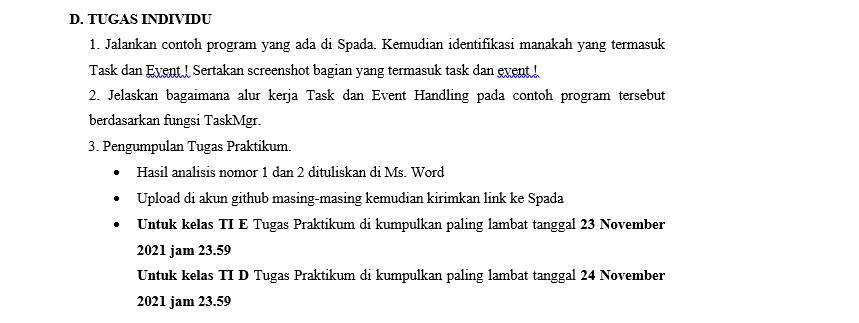 D. TUGAS INDIVIDU
1. Jalankan contoh program yang ada di Spada. Kemudian identifikasi manakah yang termasuk
Task dan Event ! Sertakan screenshot bagian yang termasuk task dan event !
2. Jelaskan bagaimana alur kerja Task dan Event Handling pada contoh program tersebut
berdasarkan fungsi TaskMgr.
3. Pengumpulan Tugas Praktikum.
• Hasil analisis nomor 1 dan 2 dituliskan di Ms. Word
• Upload di akun github masing-masing kemudian kirimkan link ke Spada
• Untuk kelas TI E Tugas Praktikum di kumpulkan paling lambat tanggal 23 November
2021 jam 23.59
Untuk kelas TI D Tugas Praktikum di kumpulkan paling lambat tanggal 24 November
2021 jam 23.59